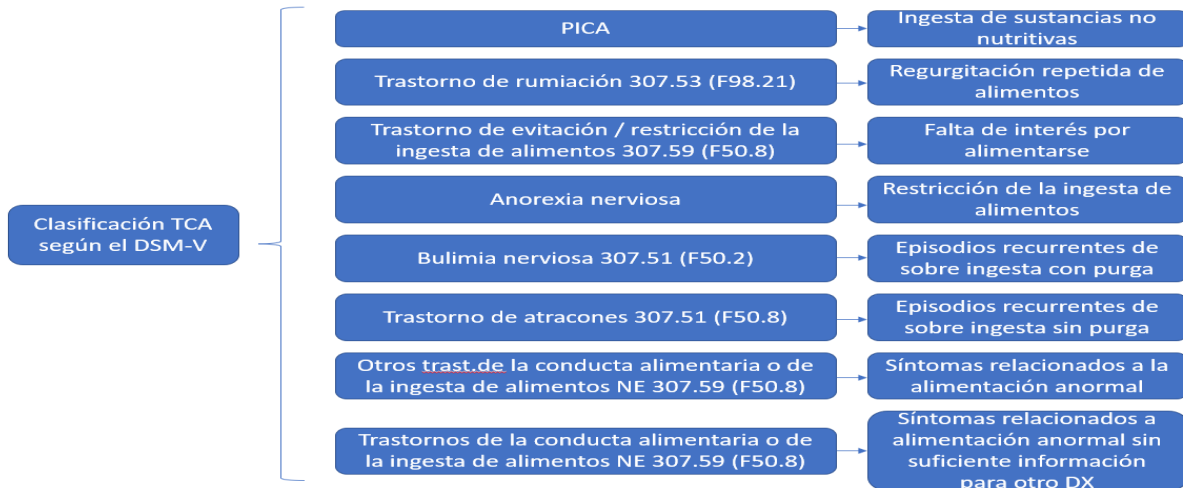 Clasificación TCA
según el DSM-V
PICA
Ingesta de sustancias no
nutritivas
Trastorno de rumiación 307.53 (F98.21)
Regurgitación repetida de
alimentos
Trastorno de evitación / restricción de la
ingesta de alimentos 307.59 (F50.8)
Falta de interés por
alimentarse
Anorexia nerviosa
Restricción de la ingesta de
alimentos
Bulimia nerviosa 307.51 (F50.2)
Episodios recurrentes de
sobre ingesta con purga
Trastorno de atracones 307.51 (F50.8)
Episodios recurrentes de
sobre ingesta sin purga
Otros trast.de la conducta alimentaria o de
la ingesta de alimentos NE 307.59 (F50.8)
Síntomas relacionados a la
alimentación anormal
Trastornos de la conducta alimentaria o de
la ingesta de alimentos NE 307.59 (F50.8)
Síntomas relacionados a
alimentación anormal sin
suficiente información
para otro DX